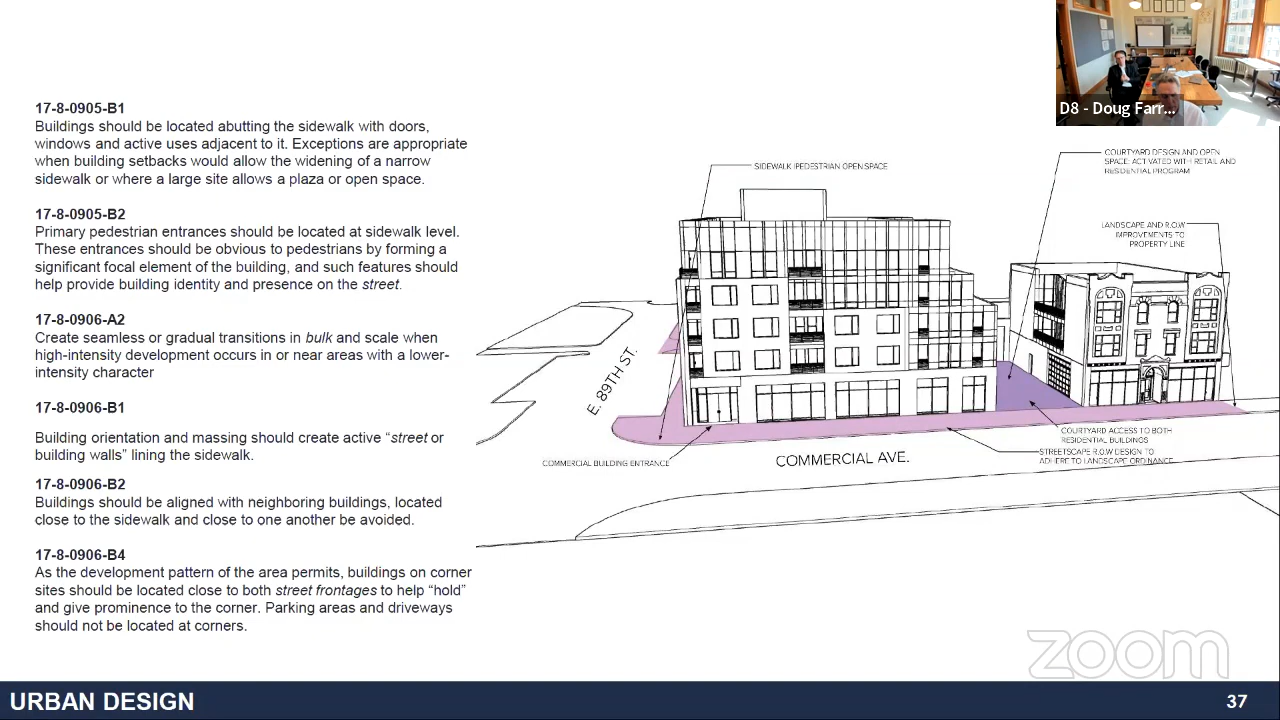 D8 - Doug Farr...
17-8-0905-B1
Buildings should be located abutting the sidewalk with doors,
windows and active uses adjacent to it. Exceptions are appropriate
when building setbacks would allow the widening of a narrow
sidewalk or where a large site allows a plaza or open space.
17-8-0905-B2
Primary pedestrian entrances should be located at sidewalk level.
These entrances should be obvious to pedestrians by forming a
significant focal element of the building, and such features should
help provide building identity and presence on the street.
17-8-0906-A2
Create seamless or gradual transitions in bulk and scale when
high-intensity development occurs in or near areas with a lower-
intensity character
17-8-0906-B1
Building orientation and massing should create active “street or
building walls” lining the sidewalk.
17-8-0906-B2
Buildings should be aligned with neighboring buildings, located
close to the sidewalk and close to one another be avoided.
17-8-0906-B4
As the development pattern of the area permits, buildings on corner
sites should be located close to both street frontages to help “hold”
and give prominence to the corner. Parking areas and driveways
should not be located at corners.
SIDEWALK /PEDESTRIAN OPEN SPACE
COURTYARD DESIGN AND OPEN
SPACE: ACTIVATED WITH RETAIL AND
RESIDENTIAL PROGRAM
LANDSCAPE AND R.O.W
IMPROVEMENTS TO
PROPERTY LINE
E. 89TH ST.
COURTYARD ACCESS TO BOTH
RESIDENTIAL BUILDINGS
STREETSCAPE R.O.W DESIGN TO
ADHERE TO LANDSCAPE ORDINANCE
COMMERCIAL BUILDING ENTRANCE
COMMERCIAL AVE.
zoom
URBAN DESIGN
37